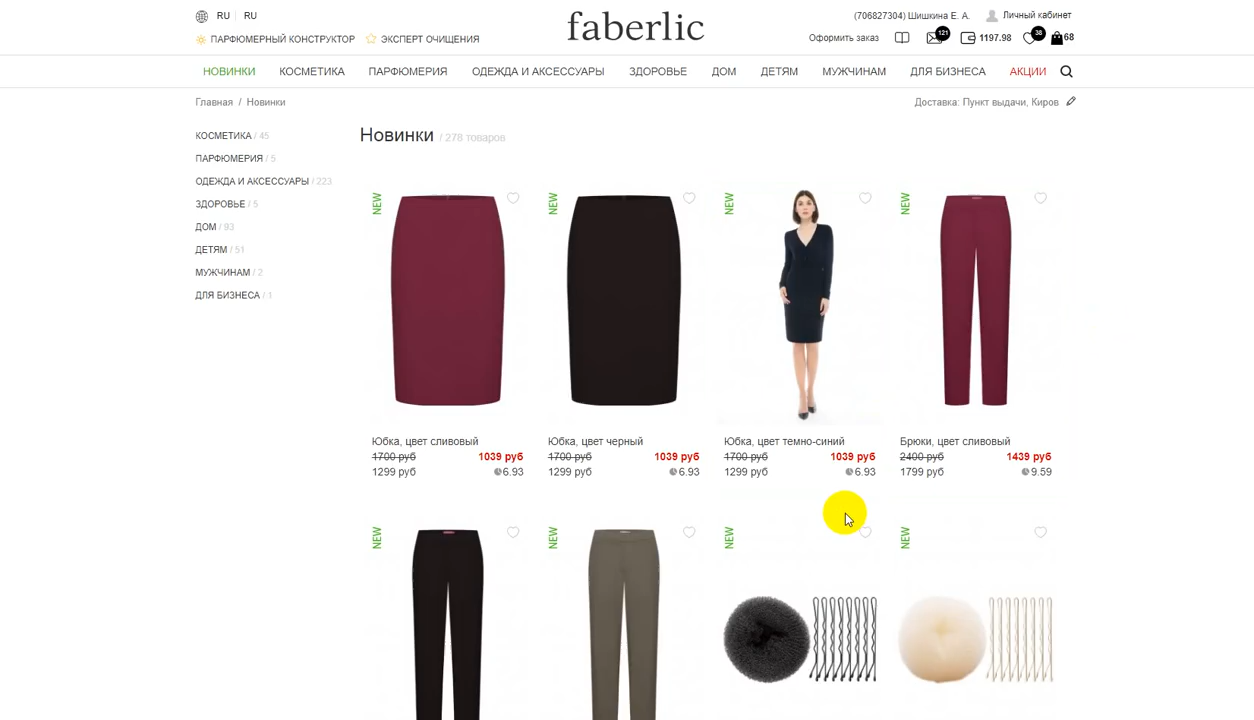 RU RU
(706827304) Шишкина Е. А. Личный кабинет
ПАРФЮМЕРНЫЙ КОНСТРУКТОР ЭКСПЕРТ ОЧИЩЕНИЯ
faberlic
Оформить заказ 121 1197.98 38 68
НОВИНКИ КОСМЕТИКА ПАРФЮМЕРИЯ ОДЕЖДА И АКСЕССУАРЫ ЗДОРОВЬЕ ДОМ ДЕТЯМ МУЖЧИНАМ ДЛЯ БИЗНЕСА АКЦИИ
Главная / Новинки
Доставка: Пункт выдачи, Киров
КОСМЕТИКА / 45
ПАРФЮМЕРИЯ / 5
ОДЕЖДА И АКСЕССУАРЫ / 223
ЗДОРОВЬЕ / 5
ДОМ / 93
ДЕТЯМ / 51
МУЖЧИНАМ / 2
ДЛЯ БИЗНЕСА / 1
Новинки / 278 товаров
NEW NEW NEW NEW
Юбка, цвет сливовый
1700 руб 1039 руб
1299 руб 6.93
Юбка, цвет черный
1700 руб 1039 руб
1299 руб 6.93
Юбка, цвет темно-синий
1700 руб 1039 руб
1299 руб 6.93
Брюки, цвет сливовый
2400 руб 1439 руб
1799 руб 9.59
NEW NEW NEW NEW